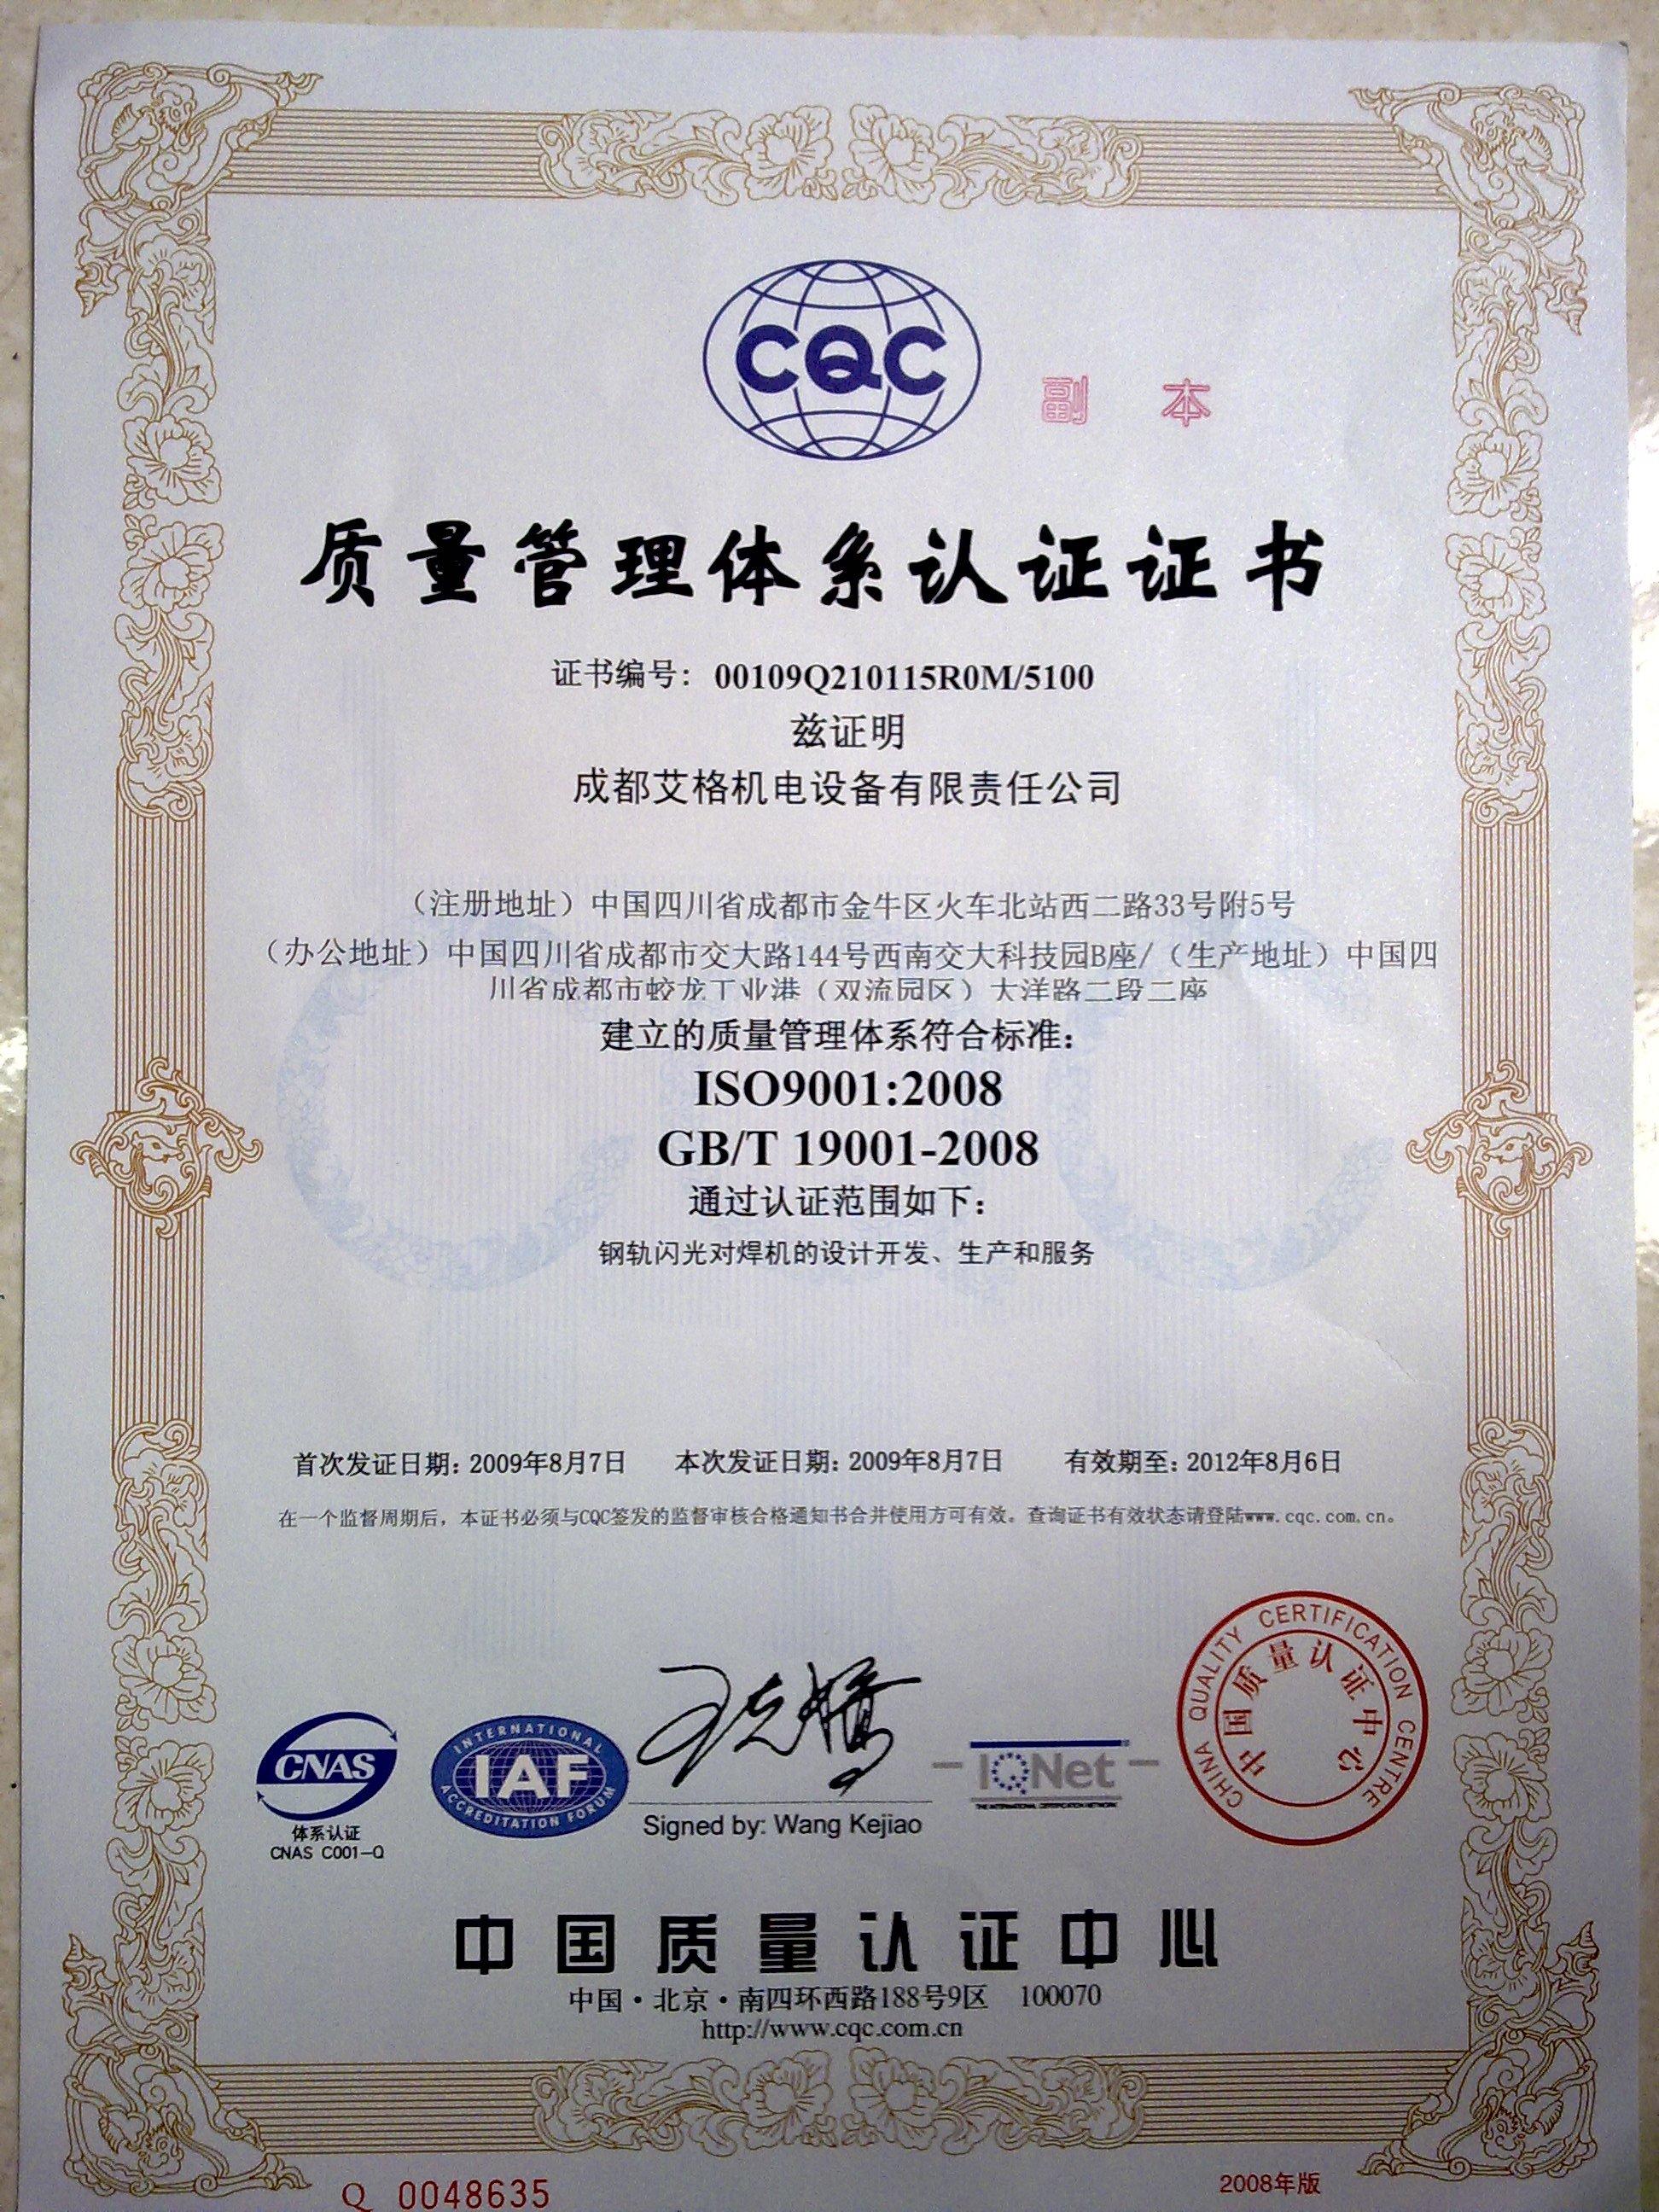 CQC
副 本
质量管理体系认证证书
证书编号：00109Q210115R0M/5100
兹证明
成都艾格机电设备有限责任公司
（注册地址）中国四川省成都市金牛区火车北站西二路33号附5号
（办公地址）中国四川省成都市交大路144号西南交大科技园B座/（生产地址）中国四
川省成都市蛟龙工业港（双流园区）大洋路二段二座
建立的质量管理体系符合标准：
ISO9001:2008
GB/T 19001-2008
通过认证范围如下：
钢轨闪光对焊机的设计开发、生产和服务
首次发证日期：2009年8月7日 本次发证日期：2009年8月7日 有效期至：2012年8月6日
在一个监督周期后，本证书必须与CQC签发的监督审核合格通知书合并使用方可有效。查询证书有效状态请登陆www.cqc.com.cn。
CHINA QUALITY CERTIFICATION CENTRE
中国质量认证中心
CNAS
体系认证
CNAS C001-Q
INTERNATIONAL
IAF
ACCREDITATION FORUM
王克娇
Signed by: Wang Kejiao
IQNet
THE INTERNATIONAL CERTIFICATION NETWORK
中国质量认证中心
中国·北京·南四环西路188号9区 100070
http://www.cqc.com.cn
Q 0048635
2008年版